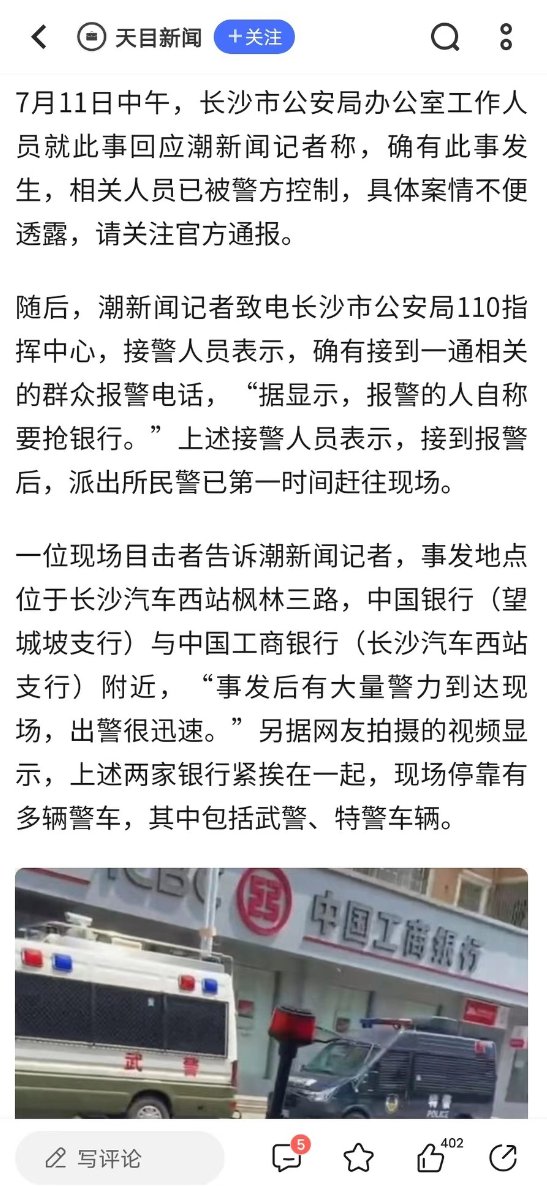 天目新闻
+关注
7月11日中午，长沙市公安局办公室工作人
员就此事回应潮新闻记者称，确有此事发
生，相关人员已被警方控制，具体案情不便
透露，请关注官方通报。
随后，潮新闻记者致电长沙市公安局110指
挥中心，接警人员表示，确有接到一通相关
的群众报警电话，“据显示，报警的人自称
要抢银行。”上述接警人员表示，接到报警
后，派出所民警已第一时间赶往现场。
一位现场目击者告诉潮新闻记者，事发地点
位于长沙汽车西站枫林三路，中国银行（望
城坡支行）与中国工商银行（长沙汽车西站
支行）附近，“事发后有大量警力到达现
场，出警很迅速。”另据网友拍摄的视频显
示，上述两家银行紧挨在一起，现场停靠有
多辆警车，其中包括武警、特警车辆。
ICBC
中国工商银行
武警
特警
POLICE
写评论
5
402